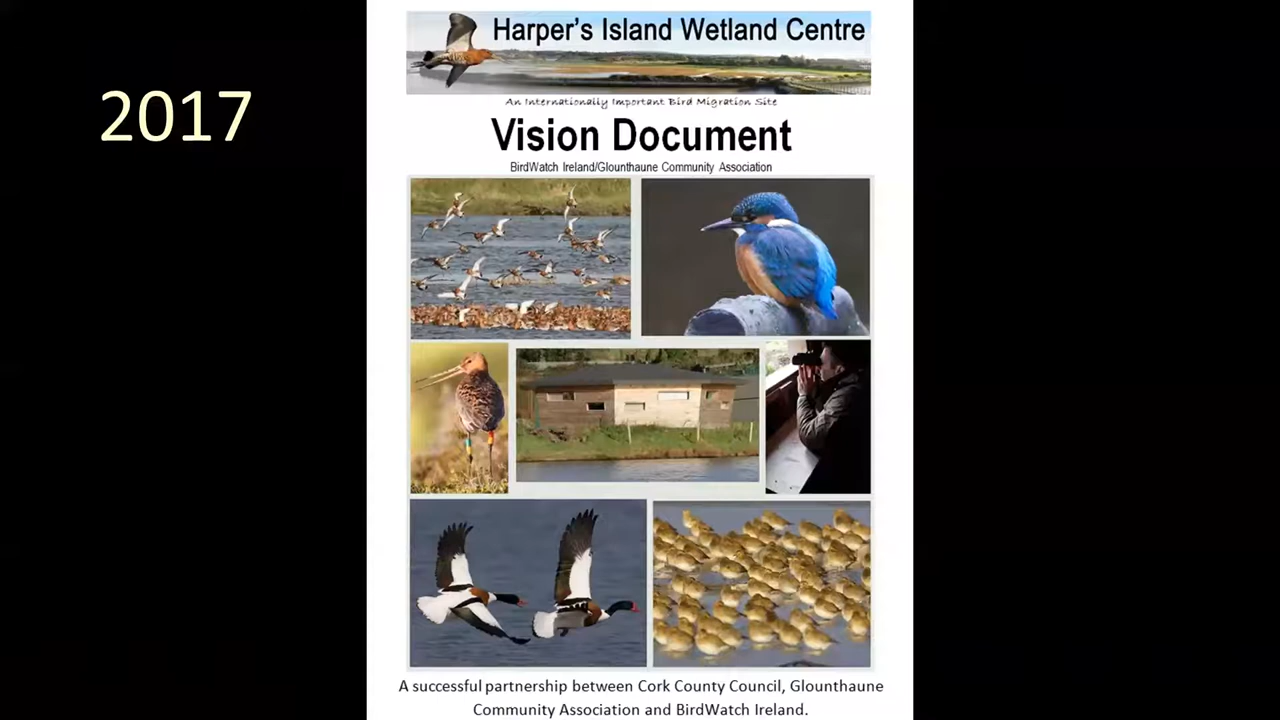 2017
Harper's Island Wetland Centre
An Internationally Important Bird Migration Site
Vision Document
BirdWatch Ireland/Glounthaune Community Association
A successful partnership between Cork County Council, Glounthaune
Community Association and BirdWatch Ireland.